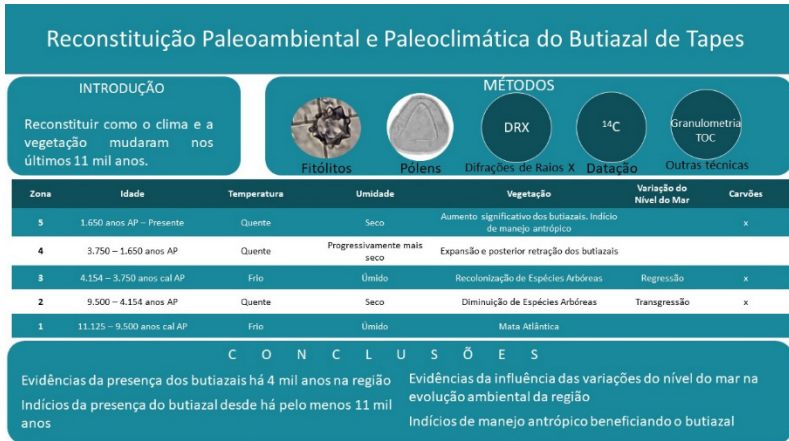 Reconstituição Paleoambiental e Paleoclimática do Butiazal de Tapes
INTRODUÇÃO
Reconstituir como o clima e a
vegetação mudaram nos
últimos 11 mil anos.
MÉTODOS
DRX
14C
Granulometria
TOC
Fitólitos
Pólens
Difrações de Raios X
Datação
Outras técnicas
Zona Idade Temperatura Umidade Vegetação Variação do Nível do Mar Carvões
5 1.650 anos AP – Presente Quente Seco Aumento significativo dos butiazais. Indício de manejo antrópico x
4 3.750 – 1.650 anos AP Quente Progressivamente mais seco Expansão e posterior retração dos butiazais
3 4.154 – 3.750 anos cal AP Frio Úmido Recolonização de Espécies Arbóreas Regressão x
2 9.500 – 4.154 anos AP Quente Seco Diminuição de Espécies Arbóreas Transgressão x
1 11.125 – 9.500 anos cal AP Frio Úmido Mata Atlântica
C O N C L U S Õ E S
Evidências da presença dos butiazais há 4 mil anos na região
Indícios da presença do butiazal desde há pelo menos 11 mil
anos
Evidências da influência das variações do nível do mar na
evolução ambiental da região
Indícios de manejo antrópico beneficiando o butiazal